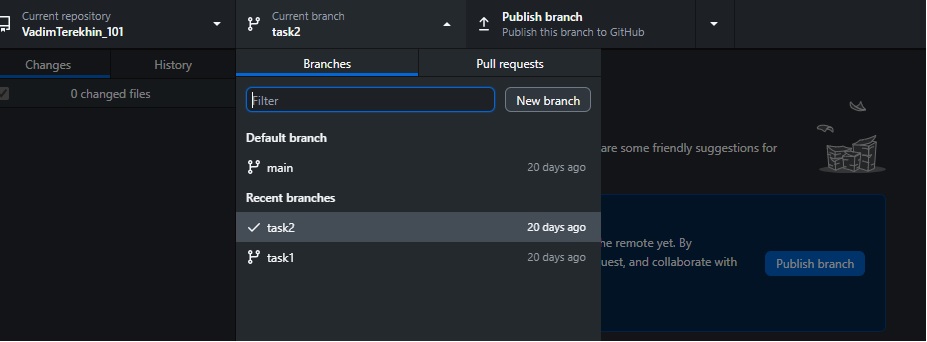 Current repository
VadimTerekhin_101
Current branch
task2
Publish branch
Publish this branch to GitHub
Changes
History
0 changed files
Branches
Pull requests
Filter
New branch
Default branch
main 20 days ago
Recent branches
task2 20 days ago
task1 20 days ago
are some friendly suggestions for
remote yet. By
and collaborate with
Publish branch